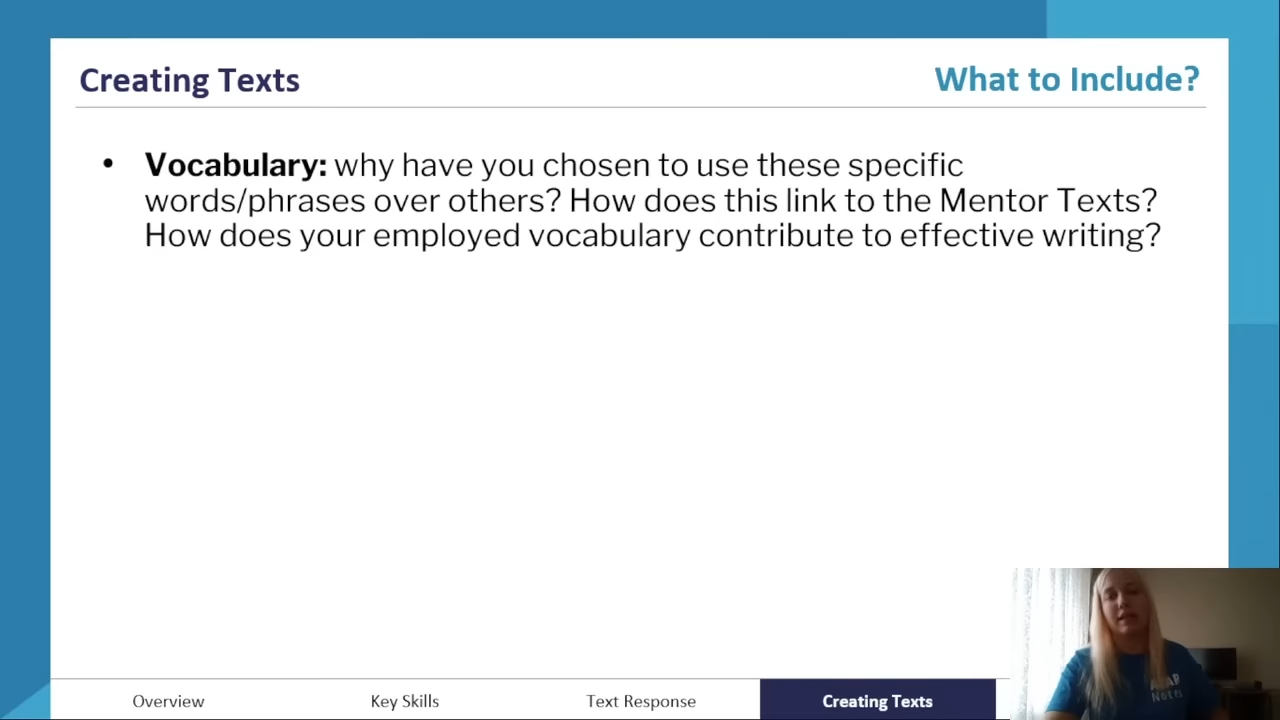 Creating Texts
What to Include?
• Vocabulary: why have you chosen to use these specific
words/phrases over others? How does this link to the Mentor Texts?
How does your employed vocabulary contribute to effective writing?
Overview
Key Skills
Text Response
Creating Texts
Notes